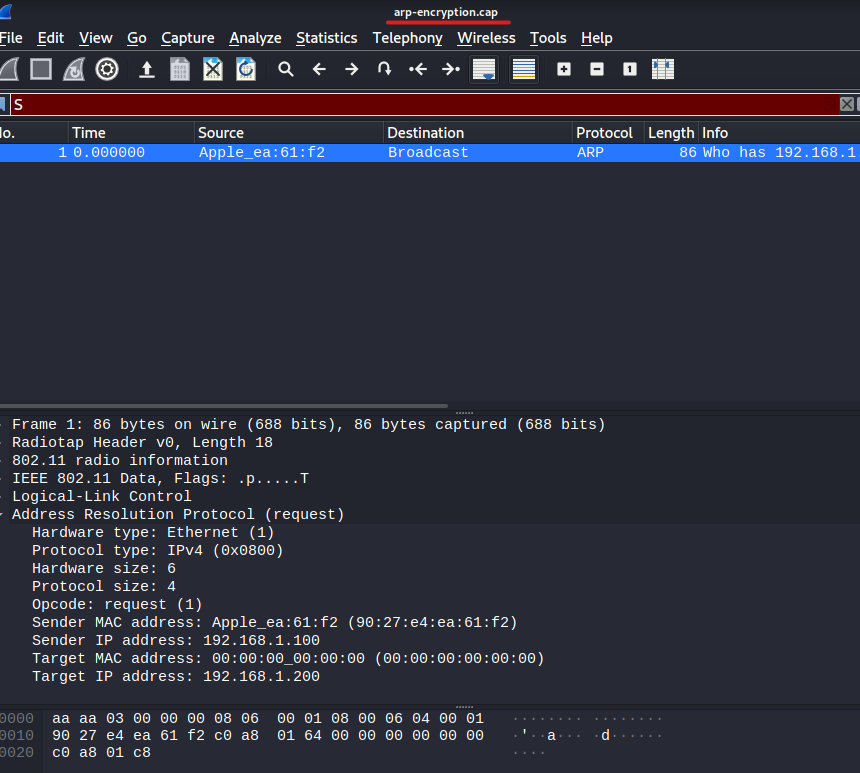 arp-encryption.cap
File Edit View Go Capture Analyze Statistics Telephony Wireless Tools Help
S
No. Time Source Destination Protocol Length Info
1 0.000000 Apple_ea:61:f2 Broadcast ARP 86 Who has 192.168.1
Frame 1: 86 bytes on wire (688 bits), 86 bytes captured (688 bits)
Radiotap Header v0, Length 18
802.11 radio information
IEEE 802.11 Data, Flags: .p.....T
Logical-Link Control
Address Resolution Protocol (request)
Hardware type: Ethernet (1)
Protocol type: IPv4 (0x0800)
Hardware size: 6
Protocol size: 4
Opcode: request (1)
Sender MAC address: Apple_ea:61:f2 (90:27:e4:ea:61:f2)
Sender IP address: 192.168.1.100
Target MAC address: 00:00:00_00:00:00 (00:00:00:00:00:00)
Target IP address: 192.168.1.200
0000 aa aa 03 00 00 00 08 06 00 01 08 00 06 04 00 01 ········ ········
0010 90 27 e4 ea 61 f2 c0 a8 01 64 00 00 00 00 00 00 ·'··a··· ·d······
0020 c0 a8 01 c8 ····